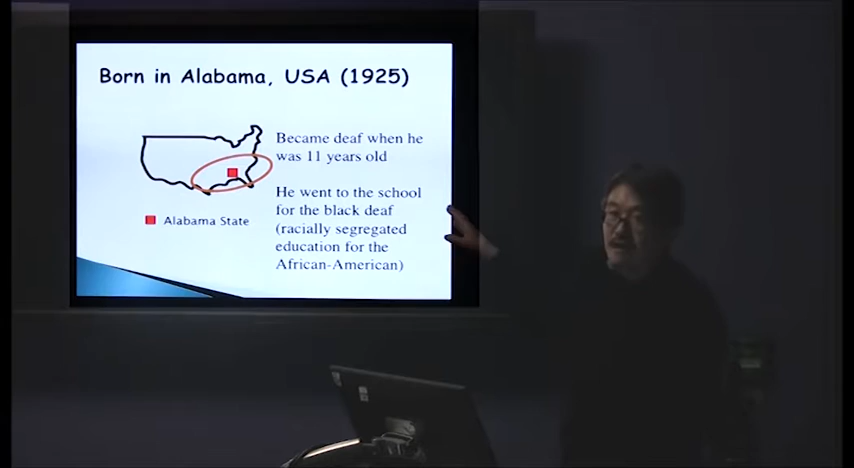 Born in Alabama, USA (1925)
Became deaf when he
was 11 years old
He went to the school
for the black deaf
(racially segregated
education for the
African-American)
Alabama State